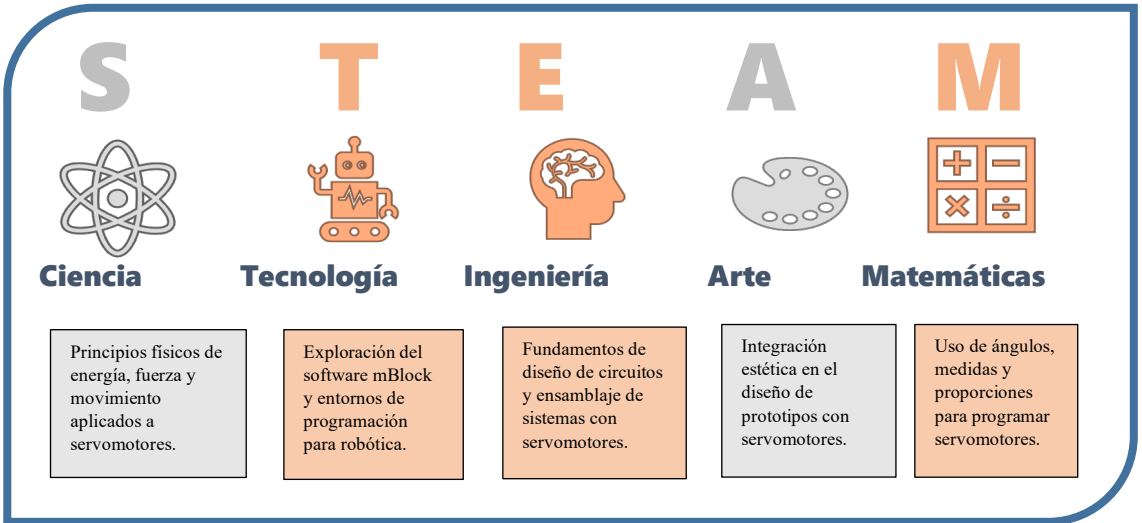 S T E A M
Ciencia Tecnología Ingeniería Arte Matemáticas
Principios físicos de
energía, fuerza y
movimiento
aplicados a
servomotores.
Exploración del
software mBlock
y entornos de
programación
para robótica.
Fundamentos de
diseño de circuitos
y ensamblaje de
sistemas con
servomotores.
Integración
estética en el
diseño de
prototipos con
servomotores.
Uso de ángulos,
medidas y
proporciones
para programar
servomotores.